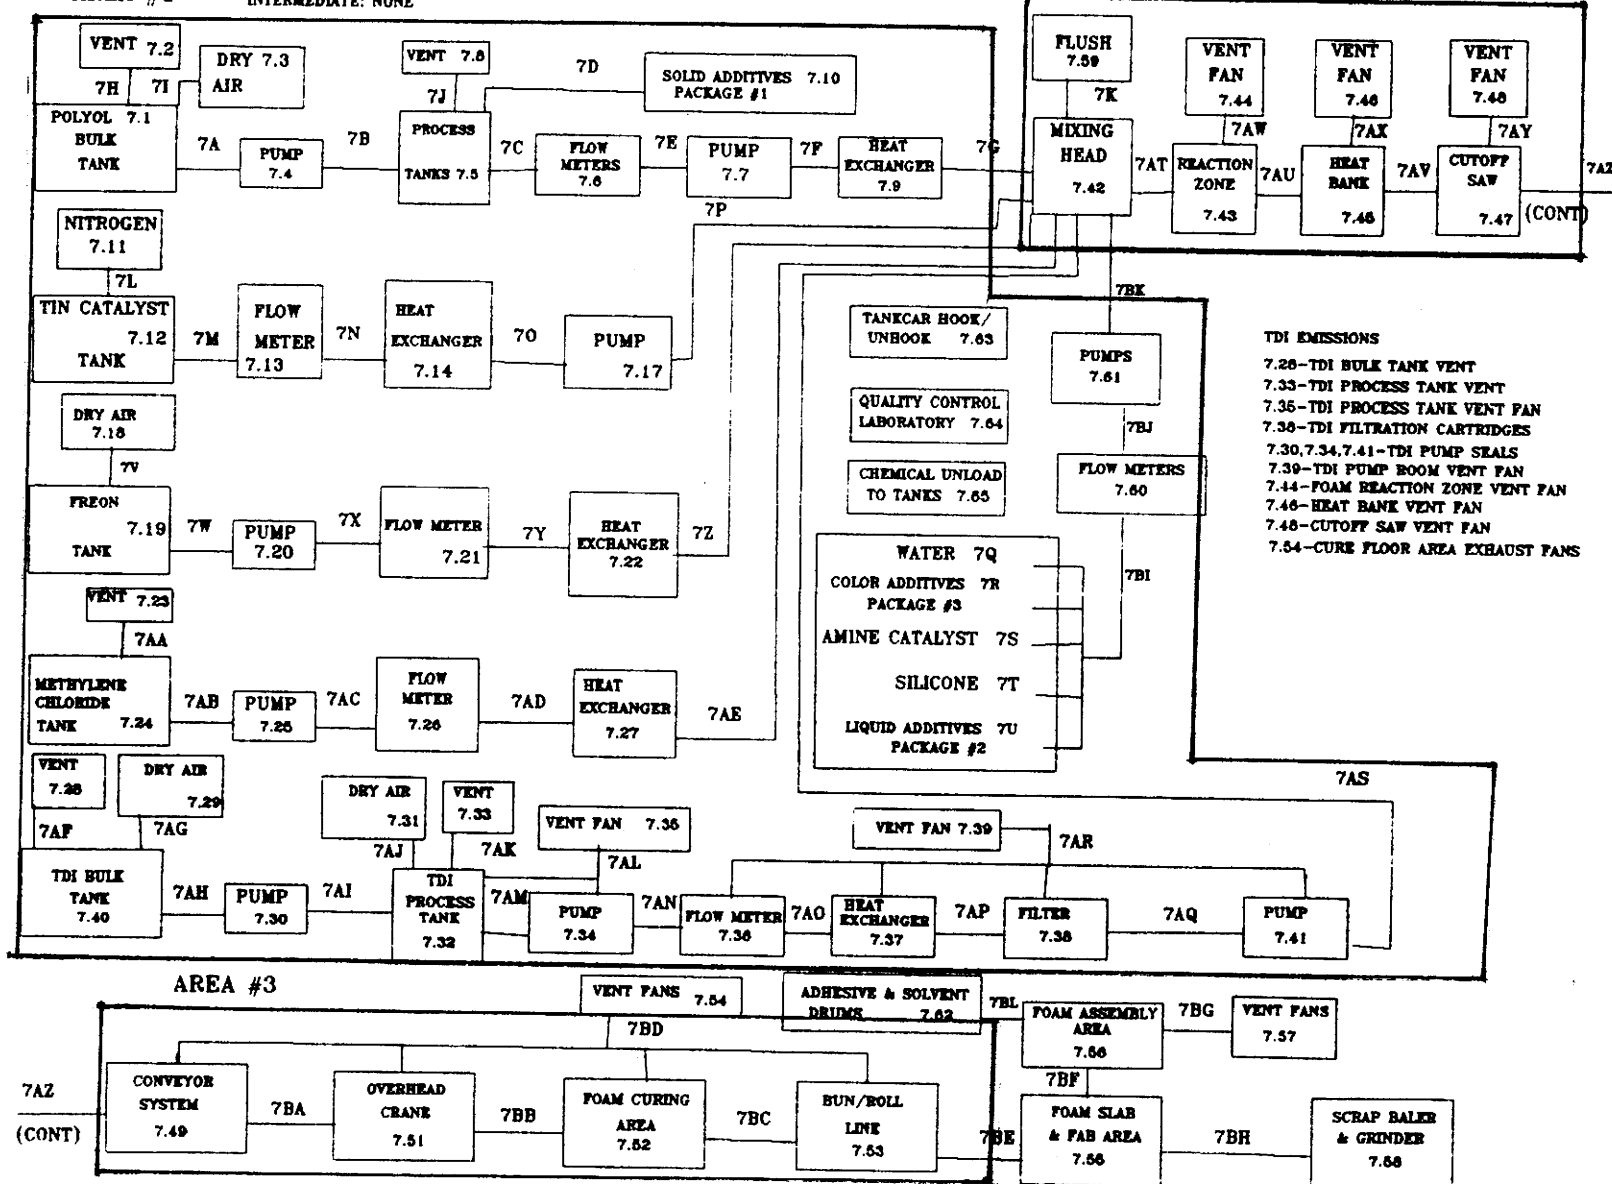 INTERMEDIATE: NONE
VENT 7.2
DRY 7.3
AIR
7H
7I
POLYOL 7.1
BULK
TANK
7A
PUMP
7.4
7B
VENT 7.8
7J
PROCESS
TANKS 7.5
7D
SOLID ADDITIVES 7.10
PACKAGE #1
7C
FLOW
METERS
7.6
7E
PUMP
7.7
7F
HEAT
EXCHANGER
7.9
7G
FLUSH
7.59
7K
MIXING
HEAD
7.42
7AT
VENT
FAN
7.44
7AW
REACTION
ZONE
7.43
7AU
VENT
FAN
7.46
7AX
HEAT
BANK
7.45
7AV
VENT
FAN
7.48
7AY
CUTOFF
SAW
7.47
7AZ
(CONT)
NITROGEN
7.11
7L
TIN CATALYST
7.12
TANK
7M
FLOW
METER
7.13
7N
HEAT
EXCHANGER
7.14
7O
PUMP
7.17
7P
DRY AIR
7.18
7V
FREON
7.19
TANK
7W
PUMP
7.20
7X
FLOW METER
7.21
7Y
HEAT
EXCHANGER
7.22
7Z
VENT 7.23
7AA
METHYLENE
CHLORIDE
TANK 7.24
7AB
PUMP
7.25
7AC
FLOW
METER
7.26
7AD
HEAT
EXCHANGER
7.27
7AE
TANKCAR HOOK/
UNHOOK 7.63
QUALITY CONTROL
LABORATORY 7.64
CHEMICAL UNLOAD
TO TANKS 7.65
7BK
PUMPS
7.61
7BJ
FLOW METERS
7.60
7BI
WATER 7Q
COLOR ADDITIVES 7R
PACKAGE #3
AMINE CATALYST 7S
SILICONE 7T
LIQUID ADDITIVES 7U
PACKAGE #2
TDI EMISSIONS
7.28-TDI BULK TANK VENT
7.33-TDI PROCESS TANK VENT
7.35-TDI PROCESS TANK VENT FAN
7.38-TDI FILTRATION CARTRIDGES
7.30,7.34,7.41-TDI PUMP SEALS
7.39-TDI PUMP ROOM VENT FAN
7.44-FOAM REACTION ZONE VENT FAN
7.46-HEAT BANK VENT FAN
7.48-CUTOFF SAW VENT FAN
7.54-CURE FLOOR AREA EXHAUST FANS
VENT
7.28
7AF
DRY AIR
7.29
7AG
TDI BULK
TANK
7.40
7AH
PUMP
7.30
7AI
DRY AIR
7.31
7AJ
VENT
7.33
7AK
TDI
PROCESS
TANK
7.32
7AM
VENT FAN 7.35
7AL
PUMP
7.34
7AN
FLOW METER
7.36
7AO
HEAT
EXCHANGER
7.37
7AP
VENT FAN 7.39
7AR
FILTER
7.38
7AQ
PUMP
7.41
7AS
AREA #3
VENT FANS 7.54
7BD
ADHESIVE & SOLVENT
DRUMS 7.62
7BL
FOAM ASSEMBLY
AREA
7.56
7BG
VENT FANS
7.57
7BF
7AZ
(CONT)
CONVEYOR
SYSTEM
7.49
7BA
OVERHEAD
CRANE
7.51
7BB
FOAM CURING
AREA
7.52
7BC
BUN/ROLL
LINE
7.53
7BE
FOAM SLAB
& FAB AREA
7.55
7BH
SCRAP BALER
& GRINDER
7.58